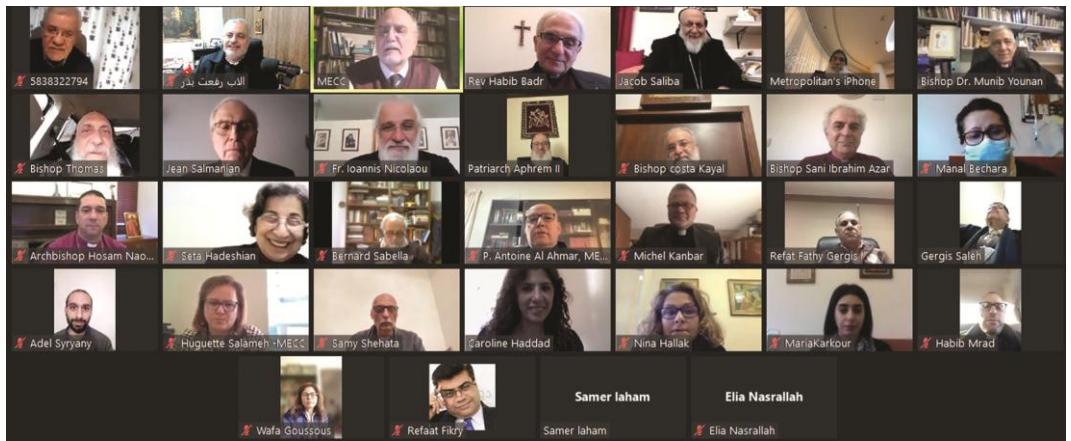 5838322794
الاب رفعت بدر
MECC
Rev Habib Badr
Jacob Saliba
Metropolitan's iPhone
Bishop Dr. Munib Younan
Bishop Thomas
Jean Salmanian
Fr. Ioannis Nicolaou
Patriarch Aphrem II
Bishop costa Kayal
Bishop Sani Ibrahim Azar
Manal Bechara
Archbishop Hosam Nao...
Seta Hadeshian
Bernard Sabella
P. Antoine Al Ahmar, ME...
Michel Kanbar
Refat Fathy Gergis
Gergis Saleh
Adel Syryany
Huguette Salameh -MECC
Samy Shehata
Caroline Haddad
Nina Hallak
MariaKarkour
Habib Mrad
Samer laham
Elia Nasrallah
Wafa Goussous
Refaat Fikry
Samer laham
Elia Nasrallah